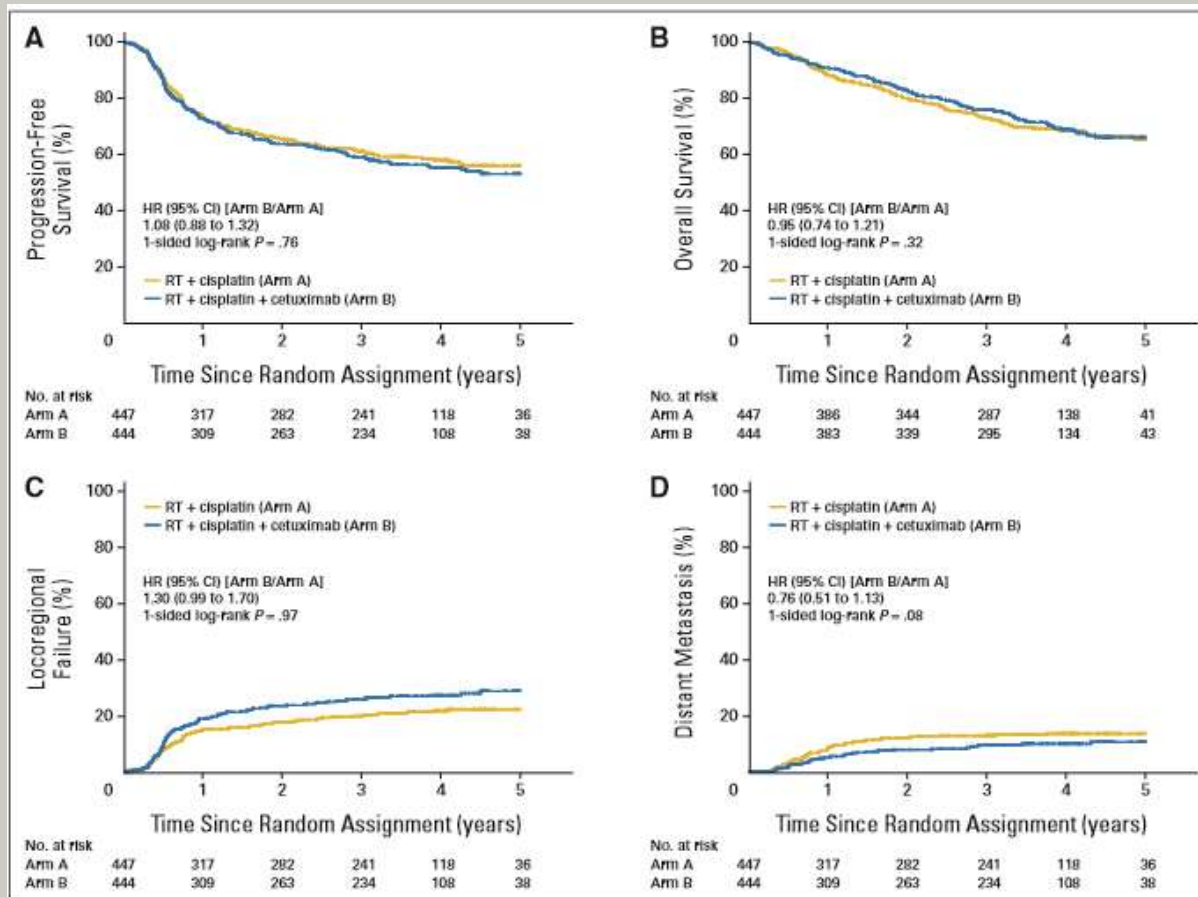 A
Progression-Free
Survival (%)
100
80
60
40
20
0
1
2
3
4
5
HR (95% CI) [Arm B/Arm A]
1.08 (0.88 to 1.32)
1-sided log-rank P = .76
RT + cisplatin (Arm A)
RT + cisplatin + cetuximab (Arm B)
Time Since Random Assignment (years)
No. at risk
Arm A 447 317 282 241 118 36
Arm B 444 309 263 234 108 38
B
Overall Survival (%)
100
80
60
40
20
0
1
2
3
4
5
HR (95% CI) [Arm B/Arm A]
0.95 (0.74 to 1.21)
1-sided log-rank P = .32
RT + cisplatin (Arm A)
RT + cisplatin + cetuximab (Arm B)
Time Since Random Assignment (years)
No. at risk
Arm A 447 386 344 287 138 41
Arm B 444 383 339 295 134 43
C
Locoregional
Failure (%)
100
80
60
40
20
0
1
2
3
4
5
RT + cisplatin (Arm A)
RT + cisplatin + cetuximab (Arm B)
HR (95% CI) [Arm B/Arm A]
1.30 (0.99 to 1.70)
1-sided log-rank P = .97
Time Since Random Assignment (years)
No. at risk
Arm A 447 317 282 241 118 36
Arm B 444 309 263 234 108 38
D
Distant Metastasis (%)
100
80
60
40
20
0
1
2
3
4
5
RT + cisplatin (Arm A)
RT + cisplatin + cetuximab (Arm B)
HR (95% CI) [Arm B/Arm A]
0.76 (0.51 to 1.13)
1-sided log-rank P = .08
Time Since Random Assignment (years)
No. at risk
Arm A 447 317 282 241 118 36
Arm B 444 309 263 234 108 38